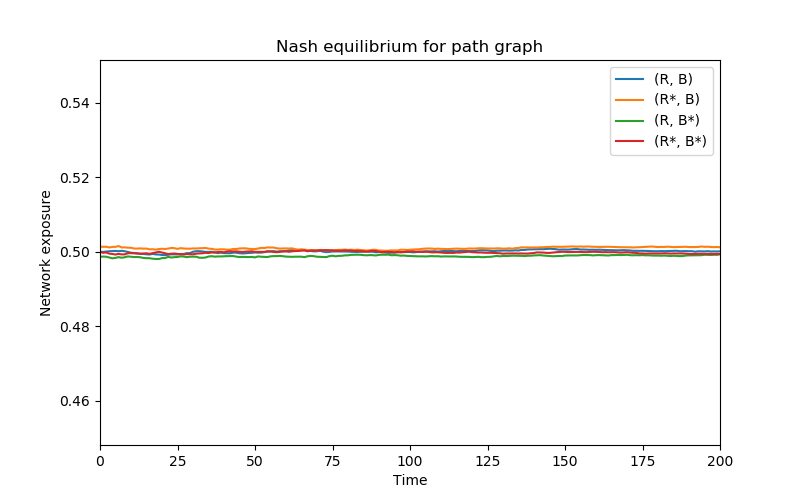 Nash equilibrium for path graph
(R, B)
(R*, B)
(R, B*)
(R*, B*)
Network exposure
0.54
0.52
0.50
0.48
0.46
0 25 50 75 100 125 150 175 200
Time